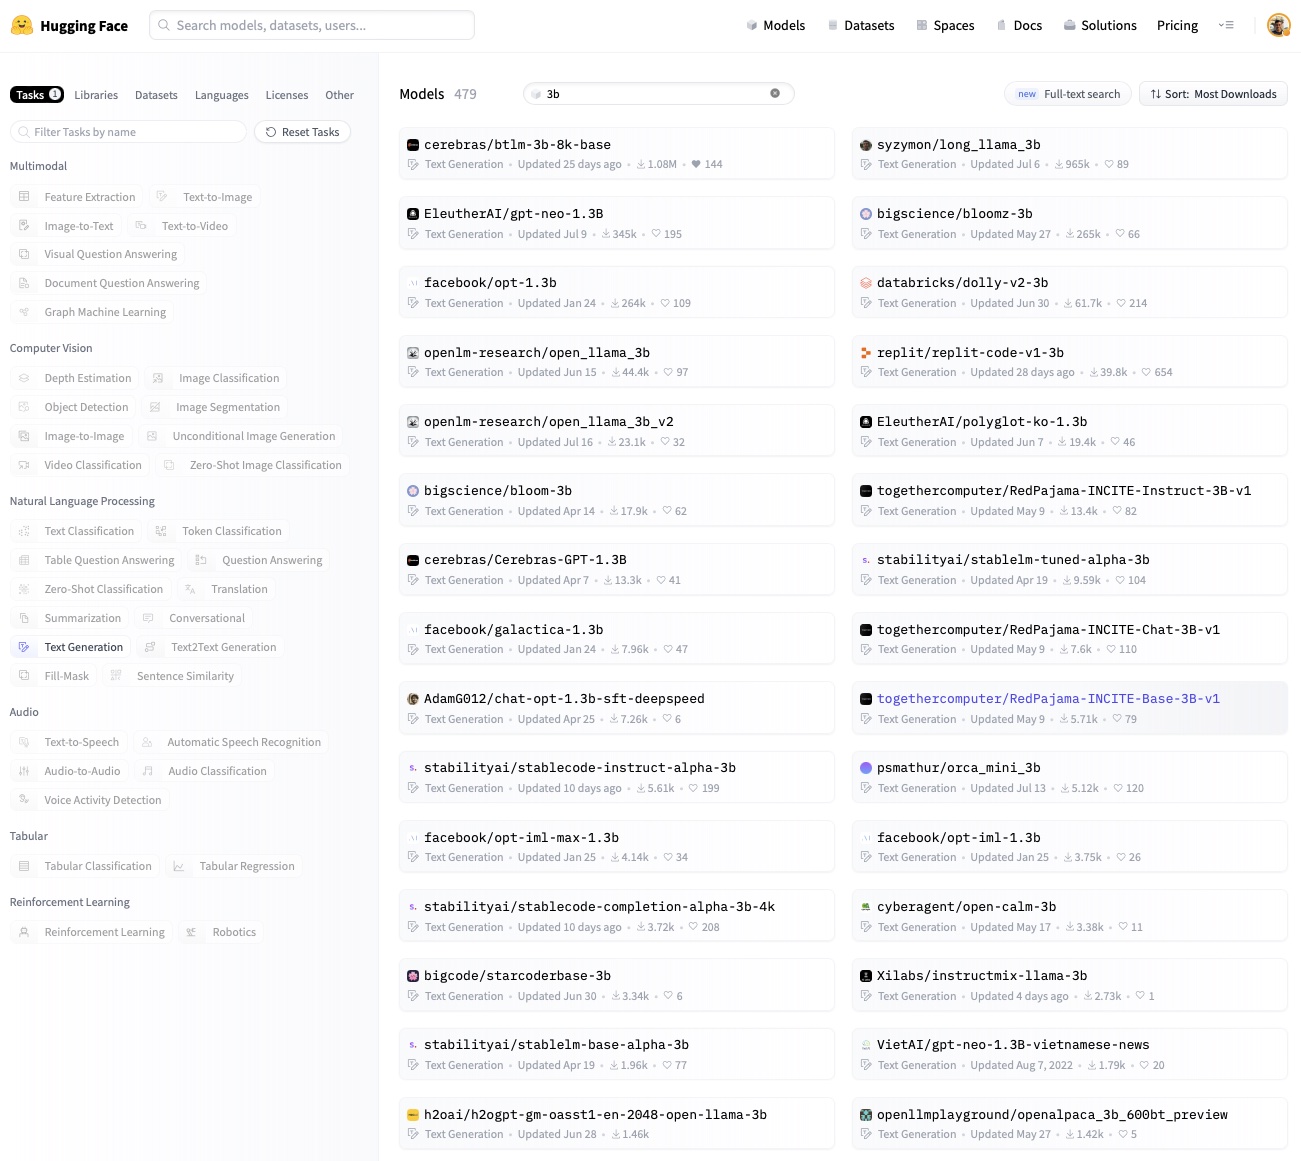 Hugging Face
Search models, datasets, users...
Models
Datasets
Spaces
Docs
Solutions
Pricing
Tasks 1
Libraries
Datasets
Languages
Licenses
Other
Filter Tasks by name
Reset Tasks
Multimodal
Feature Extraction
Text-to-Image
Image-to-Text
Text-to-Video
Visual Question Answering
Document Question Answering
Graph Machine Learning
Computer Vision
Depth Estimation
Image Classification
Object Detection
Image Segmentation
Image-to-Image
Unconditional Image Generation
Video Classification
Zero-Shot Image Classification
Natural Language Processing
Text Classification
Token Classification
Table Question Answering
Question Answering
Zero-Shot Classification
Translation
Summarization
Conversational
Text Generation
Text2Text Generation
Fill-Mask
Sentence Similarity
Audio
Text-to-Speech
Automatic Speech Recognition
Audio-to-Audio
Audio Classification
Voice Activity Detection
Tabular
Tabular Classification
Tabular Regression
Reinforcement Learning
Reinforcement Learning
Robotics
Models 479
3b
new Full-text search
Sort: Most Downloads
cerebras/btlm-3b-8k-base
Text Generation • Updated 25 days ago • 1.08M • 144
syzymon/long_llama_3b
Text Generation • Updated Jul 6 • 965k • 89
EleutherAI/gpt-neo-1.3B
Text Generation • Updated Jul 9 • 345k • 195
bigscience/bloomz-3b
Text Generation • Updated May 27 • 265k • 66
facebook/opt-1.3b
Text Generation • Updated Jan 24 • 264k • 109
databricks/dolly-v2-3b
Text Generation • Updated Jun 30 • 61.7k • 214
openlm-research/open_llama_3b
Text Generation • Updated Jun 15 • 44.4k • 97
replit/replit-code-v1-3b
Text Generation • Updated 28 days ago • 39.8k • 654
openlm-research/open_llama_3b_v2
Text Generation • Updated Jul 16 • 23.1k • 32
EleutherAI/polyglot-ko-1.3b
Text Generation • Updated Jun 7 • 19.4k • 46
bigscience/bloom-3b
Text Generation • Updated Apr 14 • 17.9k • 62
togethercomputer/RedPajama-INCITE-Instruct-3B-v1
Text Generation • Updated May 9 • 13.4k • 82
cerebras/Cerebras-GPT-1.3B
Text Generation • Updated Apr 7 • 13.3k • 41
stabilityai/stablelm-tuned-alpha-3b
Text Generation • Updated Apr 19 • 9.59k • 104
facebook/galactica-1.3b
Text Generation • Updated Jan 24 • 7.96k • 47
togethercomputer/RedPajama-INCITE-Chat-3B-v1
Text Generation • Updated May 9 • 7.6k • 110
AdamG012/chat-opt-1.3b-sft-deepspeed
Text Generation • Updated Apr 25 • 7.26k • 6
togethercomputer/RedPajama-INCITE-Base-3B-v1
Text Generation • Updated May 9 • 5.71k • 79
stabilityai/stablecode-instruct-alpha-3b
Text Generation • Updated 10 days ago • 5.61k • 199
psmathur/orca_mini_3b
Text Generation • Updated Jul 13 • 5.12k • 120
facebook/opt-iml-max-1.3b
Text Generation • Updated Jan 25 • 4.14k • 34
facebook/opt-iml-1.3b
Text Generation • Updated Jan 25 • 3.75k • 26
stabilityai/stablecode-completion-alpha-3b-4k
Text Generation • Updated 10 days ago • 3.72k • 208
cyberagent/open-calm-3b
Text Generation • Updated May 17 • 3.38k • 11
bigcode/starcoderbase-3b
Text Generation • Updated Jun 30 • 3.34k • 6
Xilabs/instructmix-llama-3b
Text Generation • Updated 4 days ago • 2.73k • 1
stabilityai/stablelm-base-alpha-3b
Text Generation • Updated Apr 19 • 1.96k • 77
VietAI/gpt-neo-1.3B-vietnamese-news
Text Generation • Updated Aug 7, 2022 • 1.79k • 20
h2oai/h2ogpt-gm-oasst1-en-2048-open-llama-3b
Text Generation • Updated Jun 28 • 1.46k
openllmplayground/openalpaca_3b_600bt_preview
Text Generation • Updated May 27 • 1.42k • 5